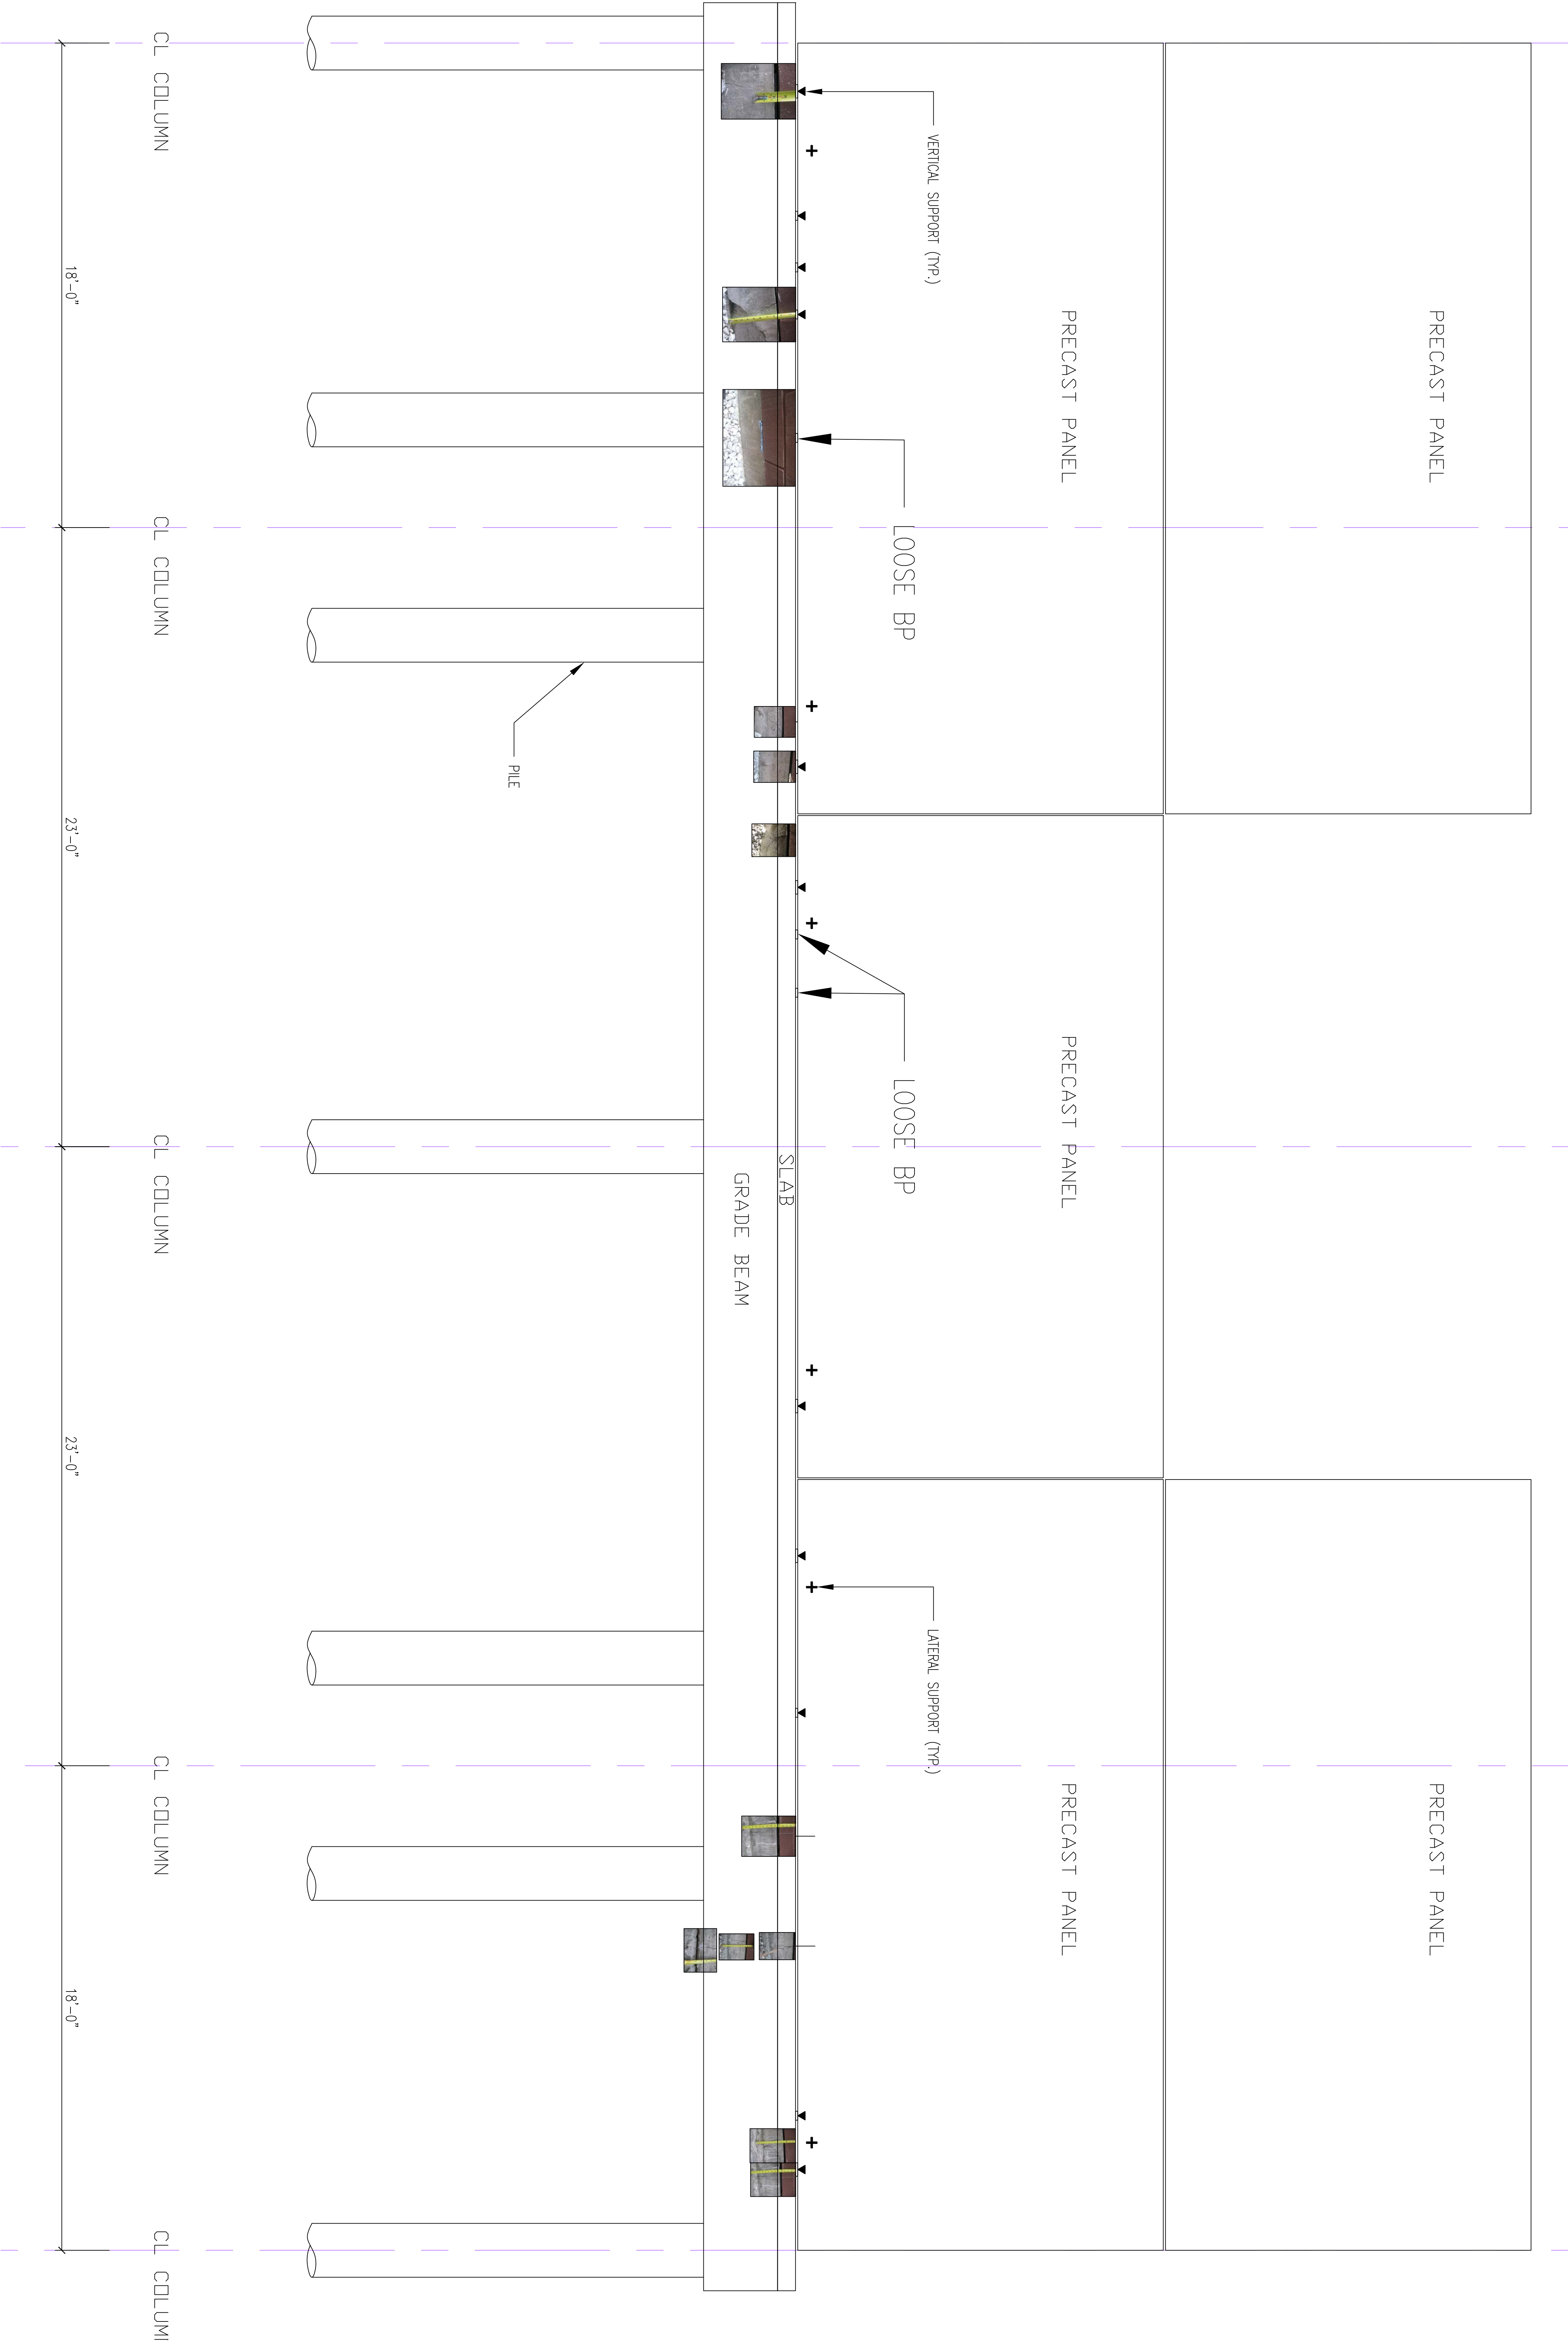 PRECAST PANEL
PRECAST PANEL
PRECAST PANEL
PRECAST PANEL
PRECAST PANEL
VERTICAL SUPPORT (TYP.)
LATERAL SUPPORT (TYP.)
LOOSE BP
LOOSE BP
SLAB
GRADE BEAM
PILE
CL COLUMN
CL COLUMN
CL COLUMN
CL COLUMN
CL COLUM
18'-0"
23'-0"
23'-0"
18'-0"